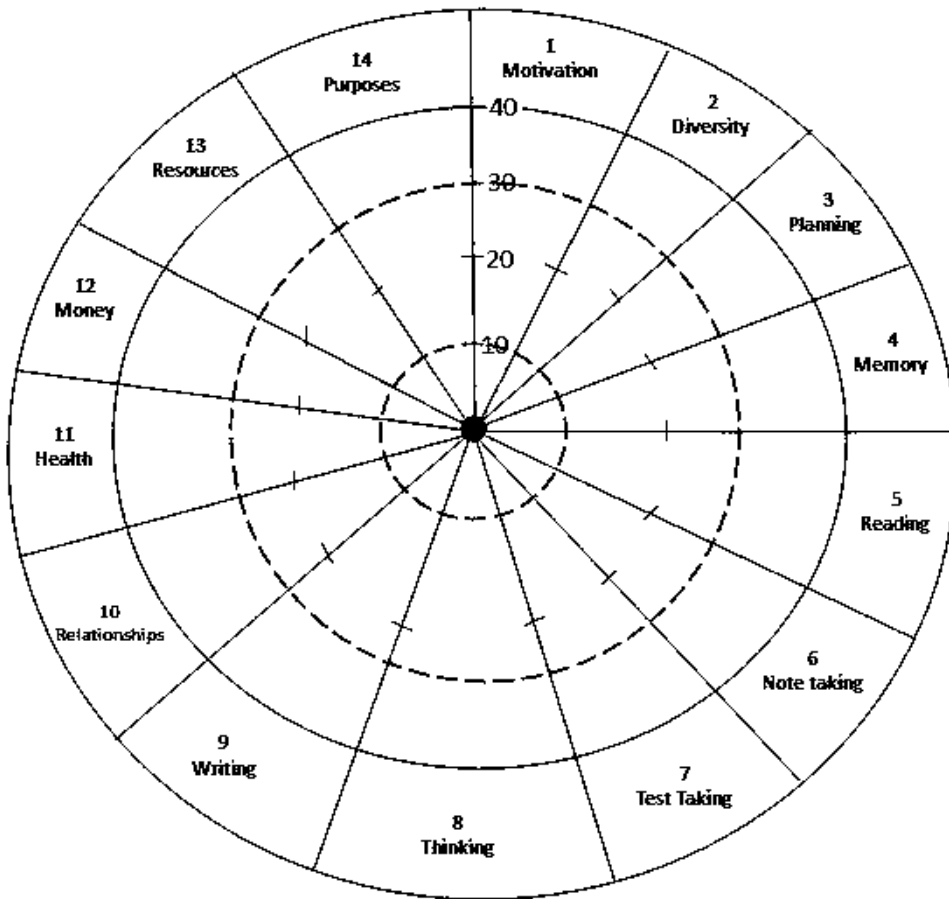 1
Motivation
2
Diversity
3
Planning
4
Memory
5
Reading
6
Note taking
7
Test Taking
8
Thinking
9
Writing
10
Relationships
11
Health
12
Money
13
Resources
14
Purposes
40
30
20
10